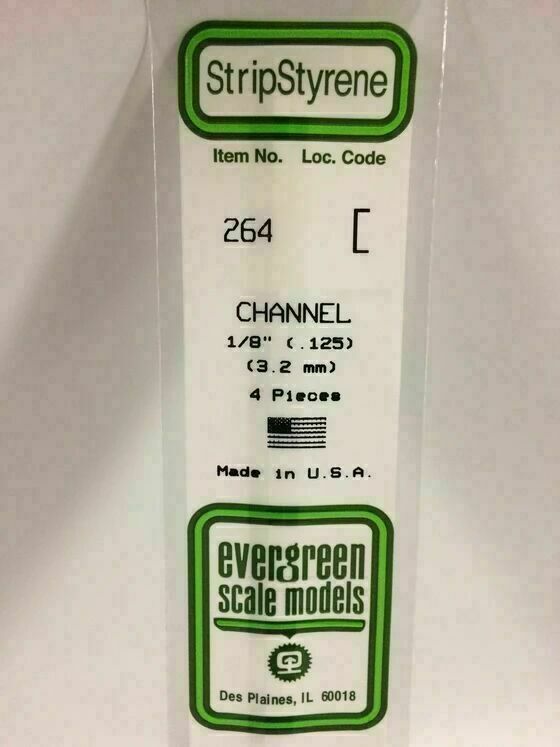 StripStyrene
Item No. Loc. Code
264 [
CHANNEL
1/8" (.125)
(3.2 mm)
4 Pieces
Made in U.S.A.
evergreen
scale models
Des Plaines, IL 60018